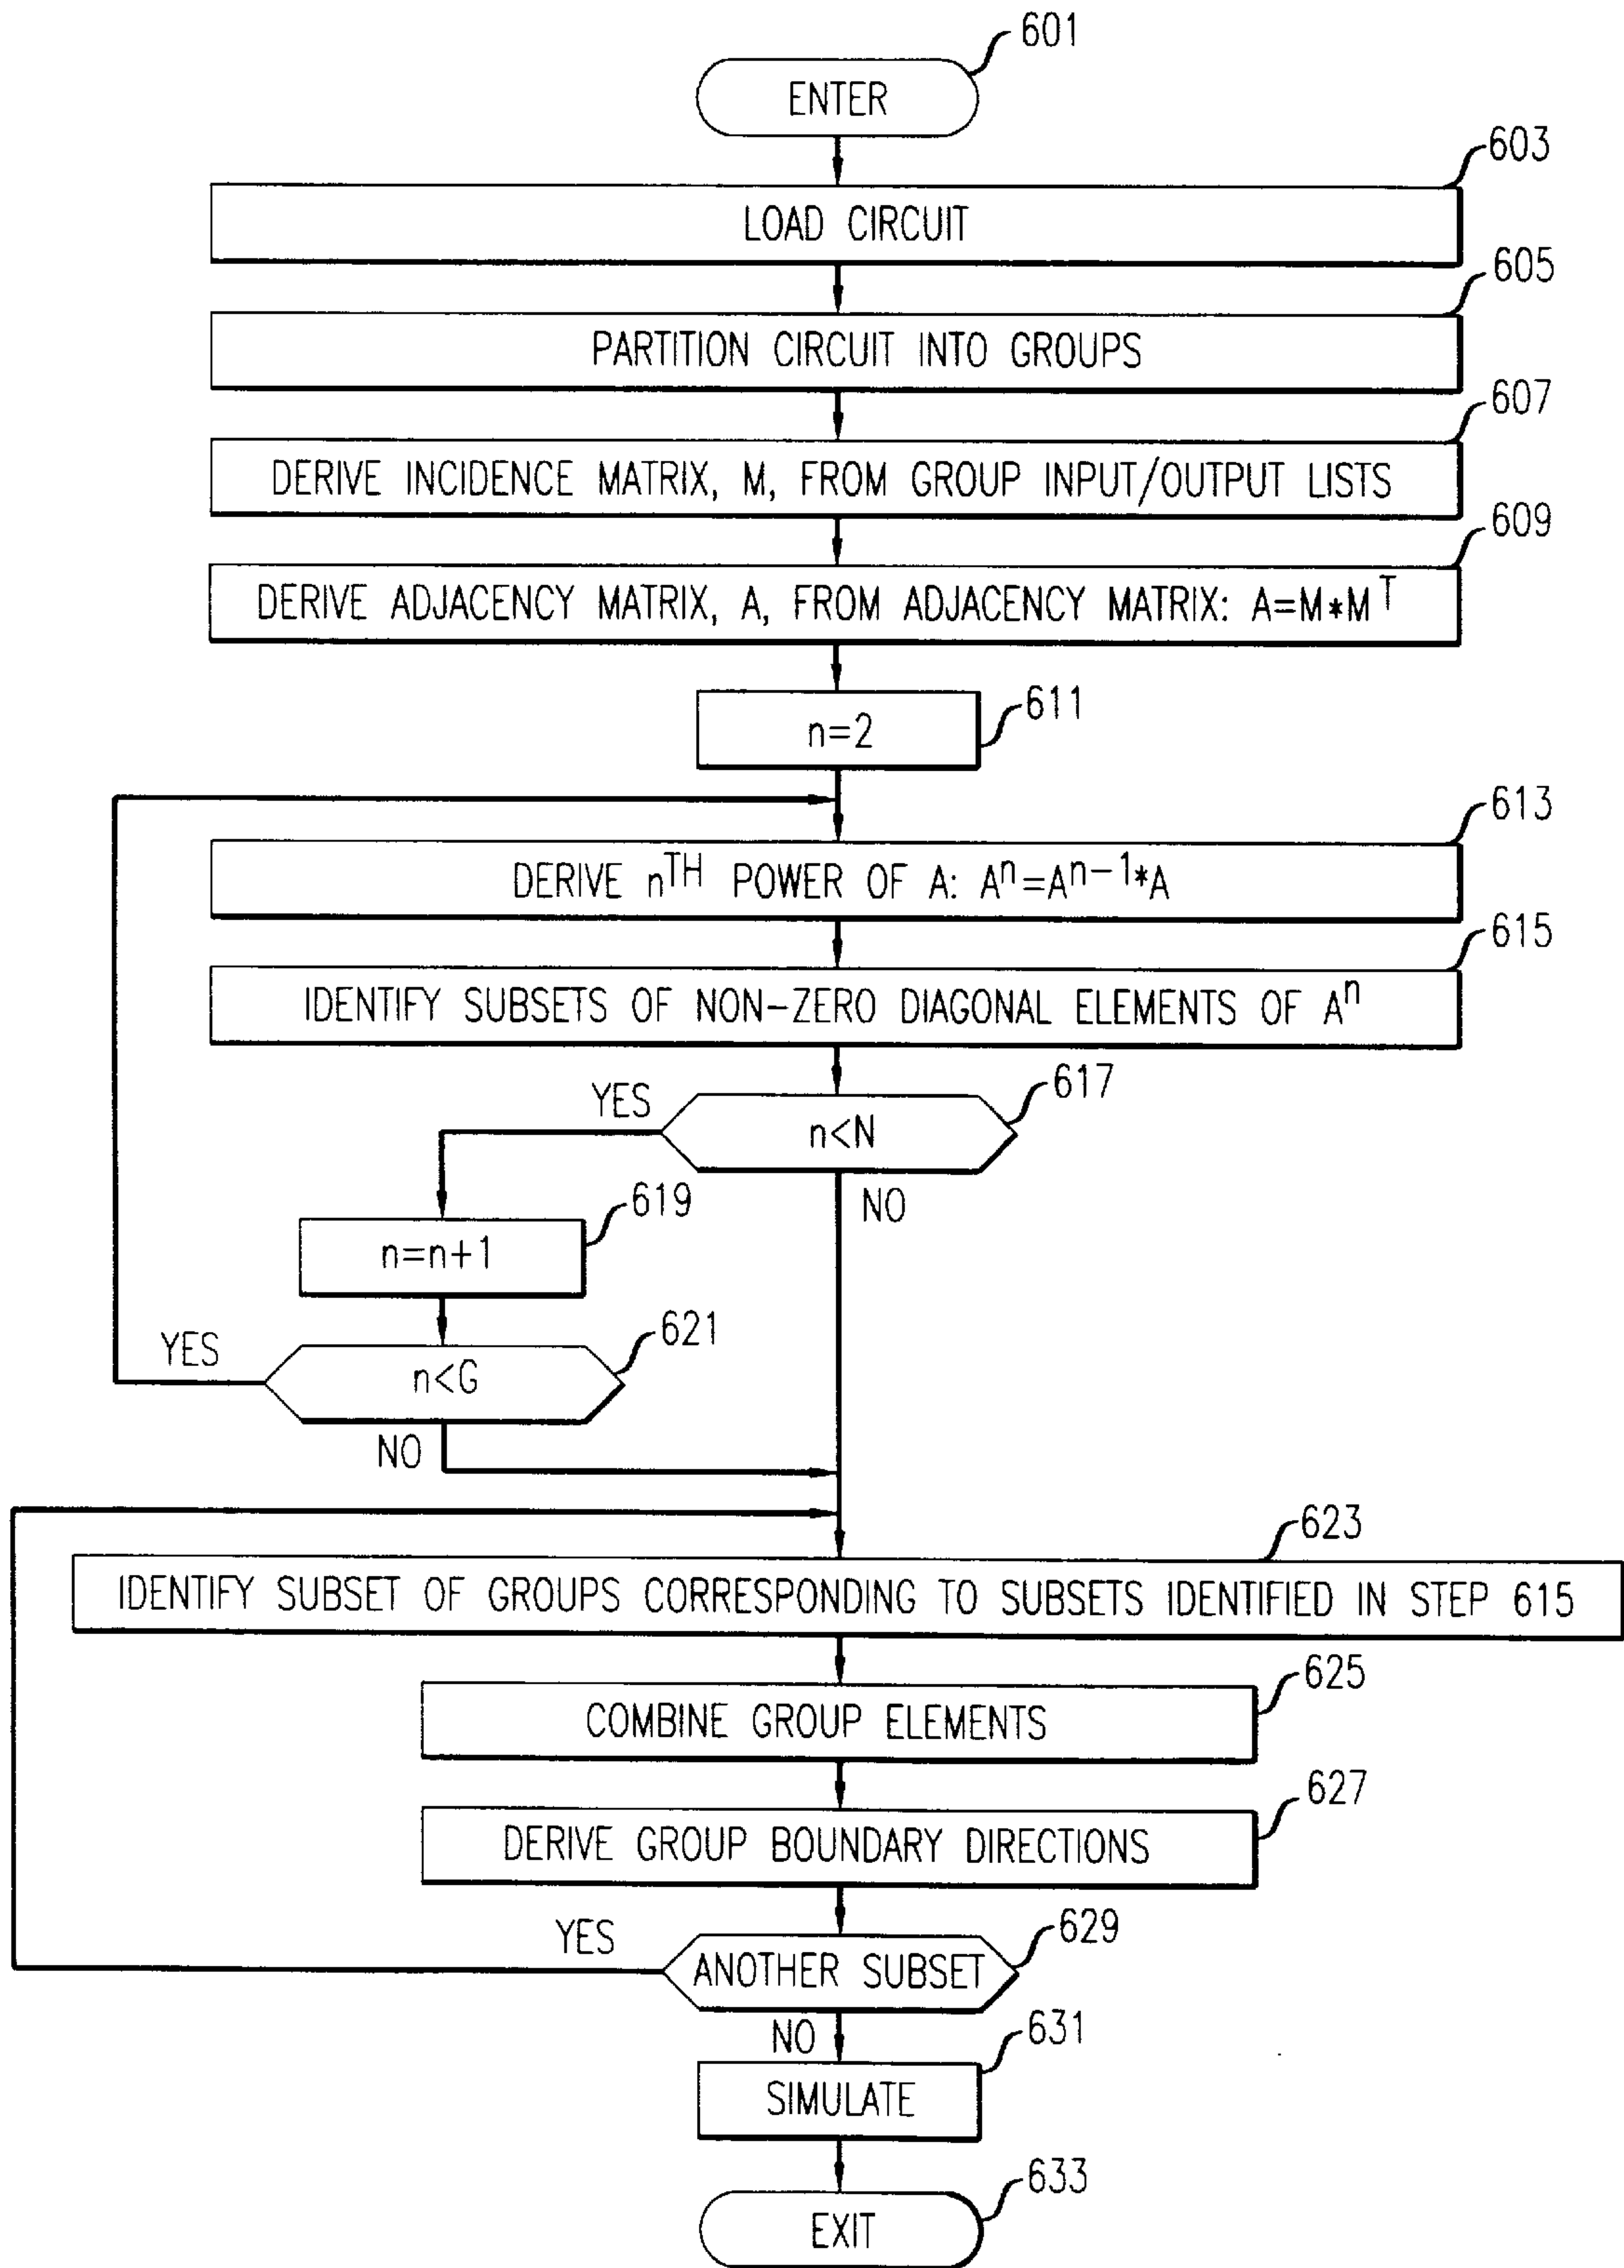 601
ENTER
603
LOAD CIRCUIT
605
PARTITION CIRCUIT INTO GROUPS
607
DERIVE INCIDENCE MATRIX, M, FROM GROUP INPUT/OUTPUT LISTS
609
DERIVE ADJACENCY MATRIX, A, FROM ADJACENCY MATRIX: A=M*M^T
611
n=2
613
DERIVE n^TH POWER OF A: A^n=A^n-1*A
615
IDENTIFY SUBSETS OF NON-ZERO DIAGONAL ELEMENTS OF A^n
617
YES
n<N
NO
619
n=n+1
621
YES
n<G
NO
623
IDENTIFY SUBSET OF GROUPS CORRESPONDING TO SUBSETS IDENTIFIED IN STEP 615
625
COMBINE GROUP ELEMENTS
627
DERIVE GROUP BOUNDARY DIRECTIONS
629
YES
ANOTHER SUBSET
NO
631
SIMULATE
633
EXIT